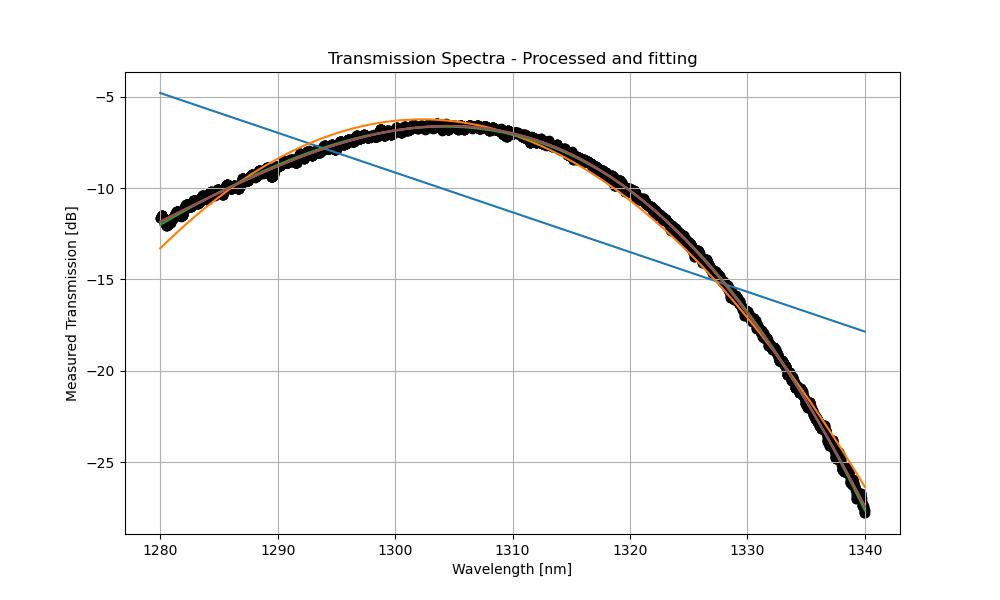 Transmission Spectra - Processed and fitting
−5
−10
−15
−20
−25
Measured Transmission [dB]
1280 1290 1300 1310 1320 1330 1340
Wavelength [nm]